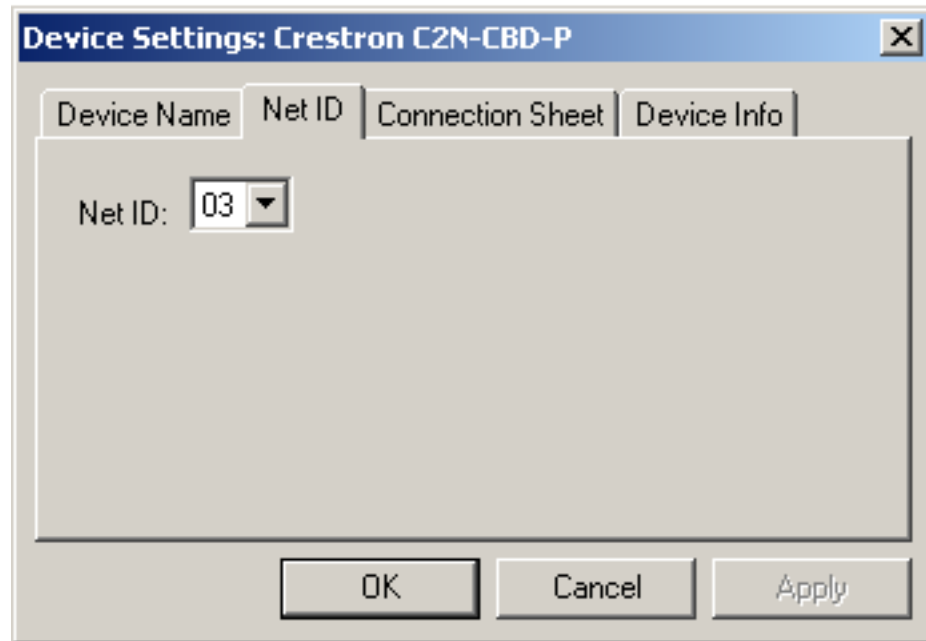 Device Settings: Crestron C2N-CBD-P
Device Name Net ID Connection Sheet Device Info
Net ID: 03
OK Cancel Apply